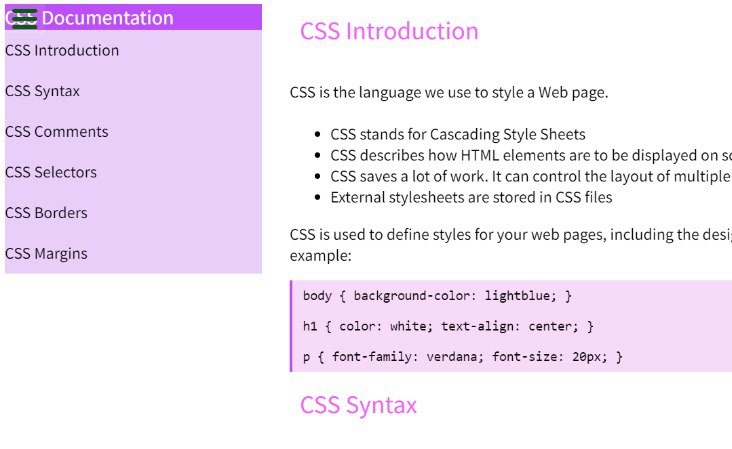 CSS Documentation
CSS Introduction
CSS Syntax
CSS Comments
CSS Selectors
CSS Borders
CSS Margins
CSS Introduction
CSS is the language we use to style a Web page.
• CSS stands for Cascading Style Sheets
• CSS describes how HTML elements are to be displayed on
• CSS saves a lot of work. It can control the layout of multiple
• External stylesheets are stored in CSS files
CSS is used to define styles for your web pages, including the
example:
body { background-color: lightblue; }
h1 { color: white; text-align: center; }
p { font-family: verdana; font-size: 20px; }
CSS Syntax